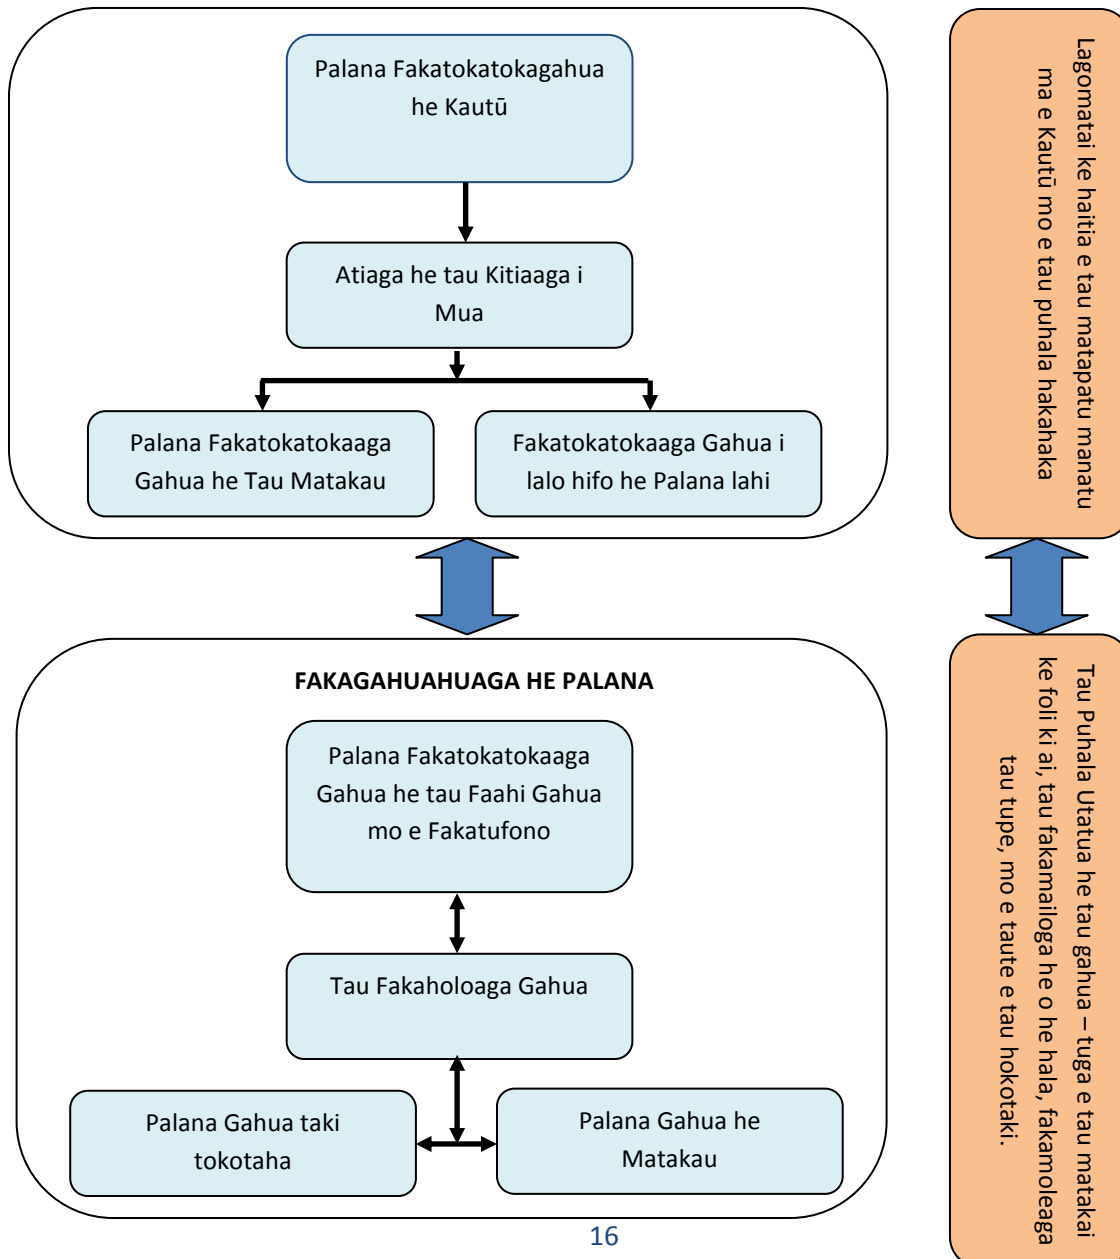 Palana Fakatokatokagahua
he Kautū
Atiaga he tau Kitiaaga i
Mua
Palana Fakatokatokaaga
Gahua he Tau Matakau
Fakatokatokaaga Gahua i
lalo hifo he Palana lahi
Lagomatai ke haitia e tau matapatu manatu
ma e Kautū mo e tau puhala hakahaka
FAKAGAHUAHUAGA HE PALANA
Palana Fakatokatokaaga
Gahua he tau Faahi Gahua
mo e Fakatufono
Tau Fakaholoaga Gahua
Palana Gahua taki
tokotaha
Palana Gahua he
Matakau
Tau Puhala Utatua he tau gahua – tuga e tau matakai
ke foli ki ai, tau fakamailoga he o he hala, fakamoleaga
tau tupe, mo e taute e tau hokotaki.
16